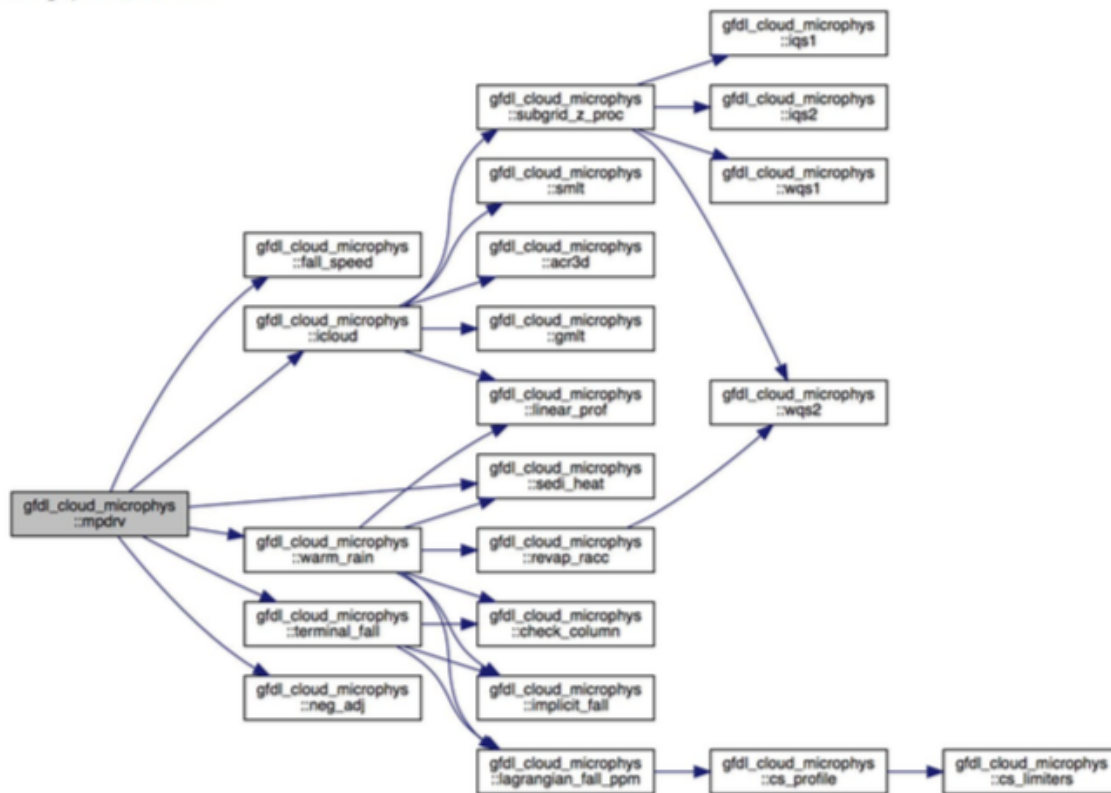 gfdl_cloud_microphys
::iqs1
gfdl_cloud_microphys
::subgrid_z_proc
gfdl_cloud_microphys
::iqs2
gfdl_cloud_microphys
::wqs1
gfdl_cloud_microphys
::smlt
gfdl_cloud_microphys
::fall_speed
gfdl_cloud_microphys
::acr3d
gfdl_cloud_microphys
::icloud
gfdl_cloud_microphys
::gmlt
gfdl_cloud_microphys
::linear_prof
gfdl_cloud_microphys
::wqs2
gfdl_cloud_microphys
::sedi_heat
gfdl_cloud_microphys
::mpdrv
gfdl_cloud_microphys
::warm_rain
gfdl_cloud_microphys
::revap_racc
gfdl_cloud_microphys
::terminal_fall
gfdl_cloud_microphys
::check_column
gfdl_cloud_microphys
::neg_adj
gfdl_cloud_microphys
::implicit_fall
gfdl_cloud_microphys
::lagrangian_fall_ppm
gfdl_cloud_microphys
::cs_profile
gfdl_cloud_microphys
::cs_limiters